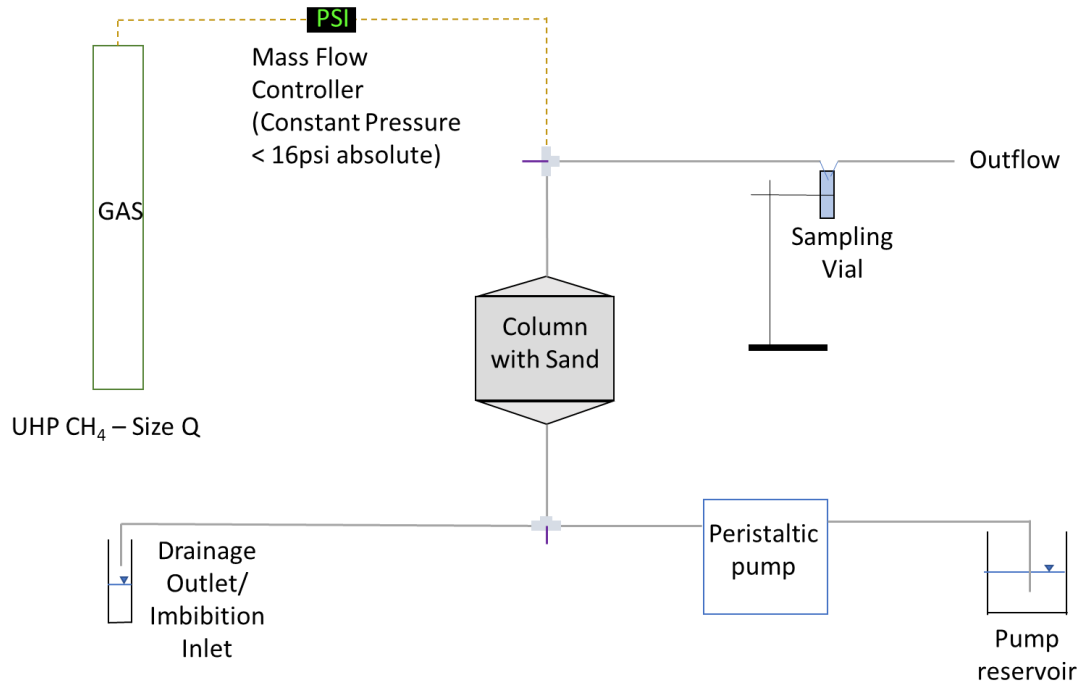 PSI
Mass Flow
Controller
(Constant Pressure
< 16psi absolute)
Outflow
GAS
Sampling
Vial
Column
with Sand
UHP CH₄ – Size Q
Drainage
Outlet/
Imbibition
Inlet
Peristaltic
pump
Pump
reservoir